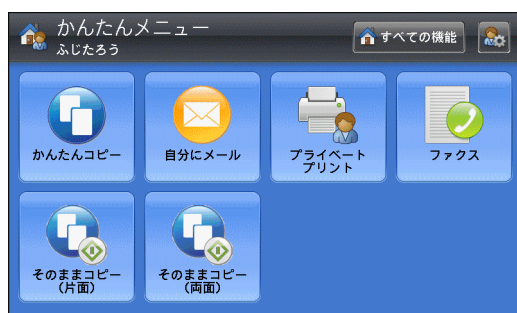 かんたんメニュー
ふじたろう
すべての機能
かんたんコピー
自分にメール
プライベート
プリント
ファクス
そのままコピー
(片面)
そのままコピー
(両面)